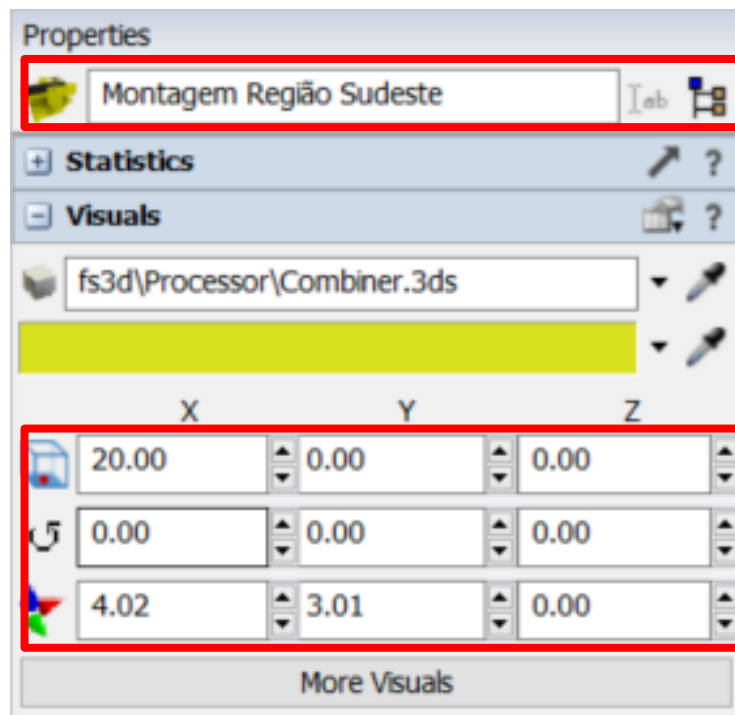 Properties
Montagem Região Sudeste ab
Statistics ?
Visuals ?
fs3d\Processor\Combiner.3ds
X Y Z
20.00 0.00 0.00
0.00 0.00 0.00
4.02 3.01 0.00
More Visuals